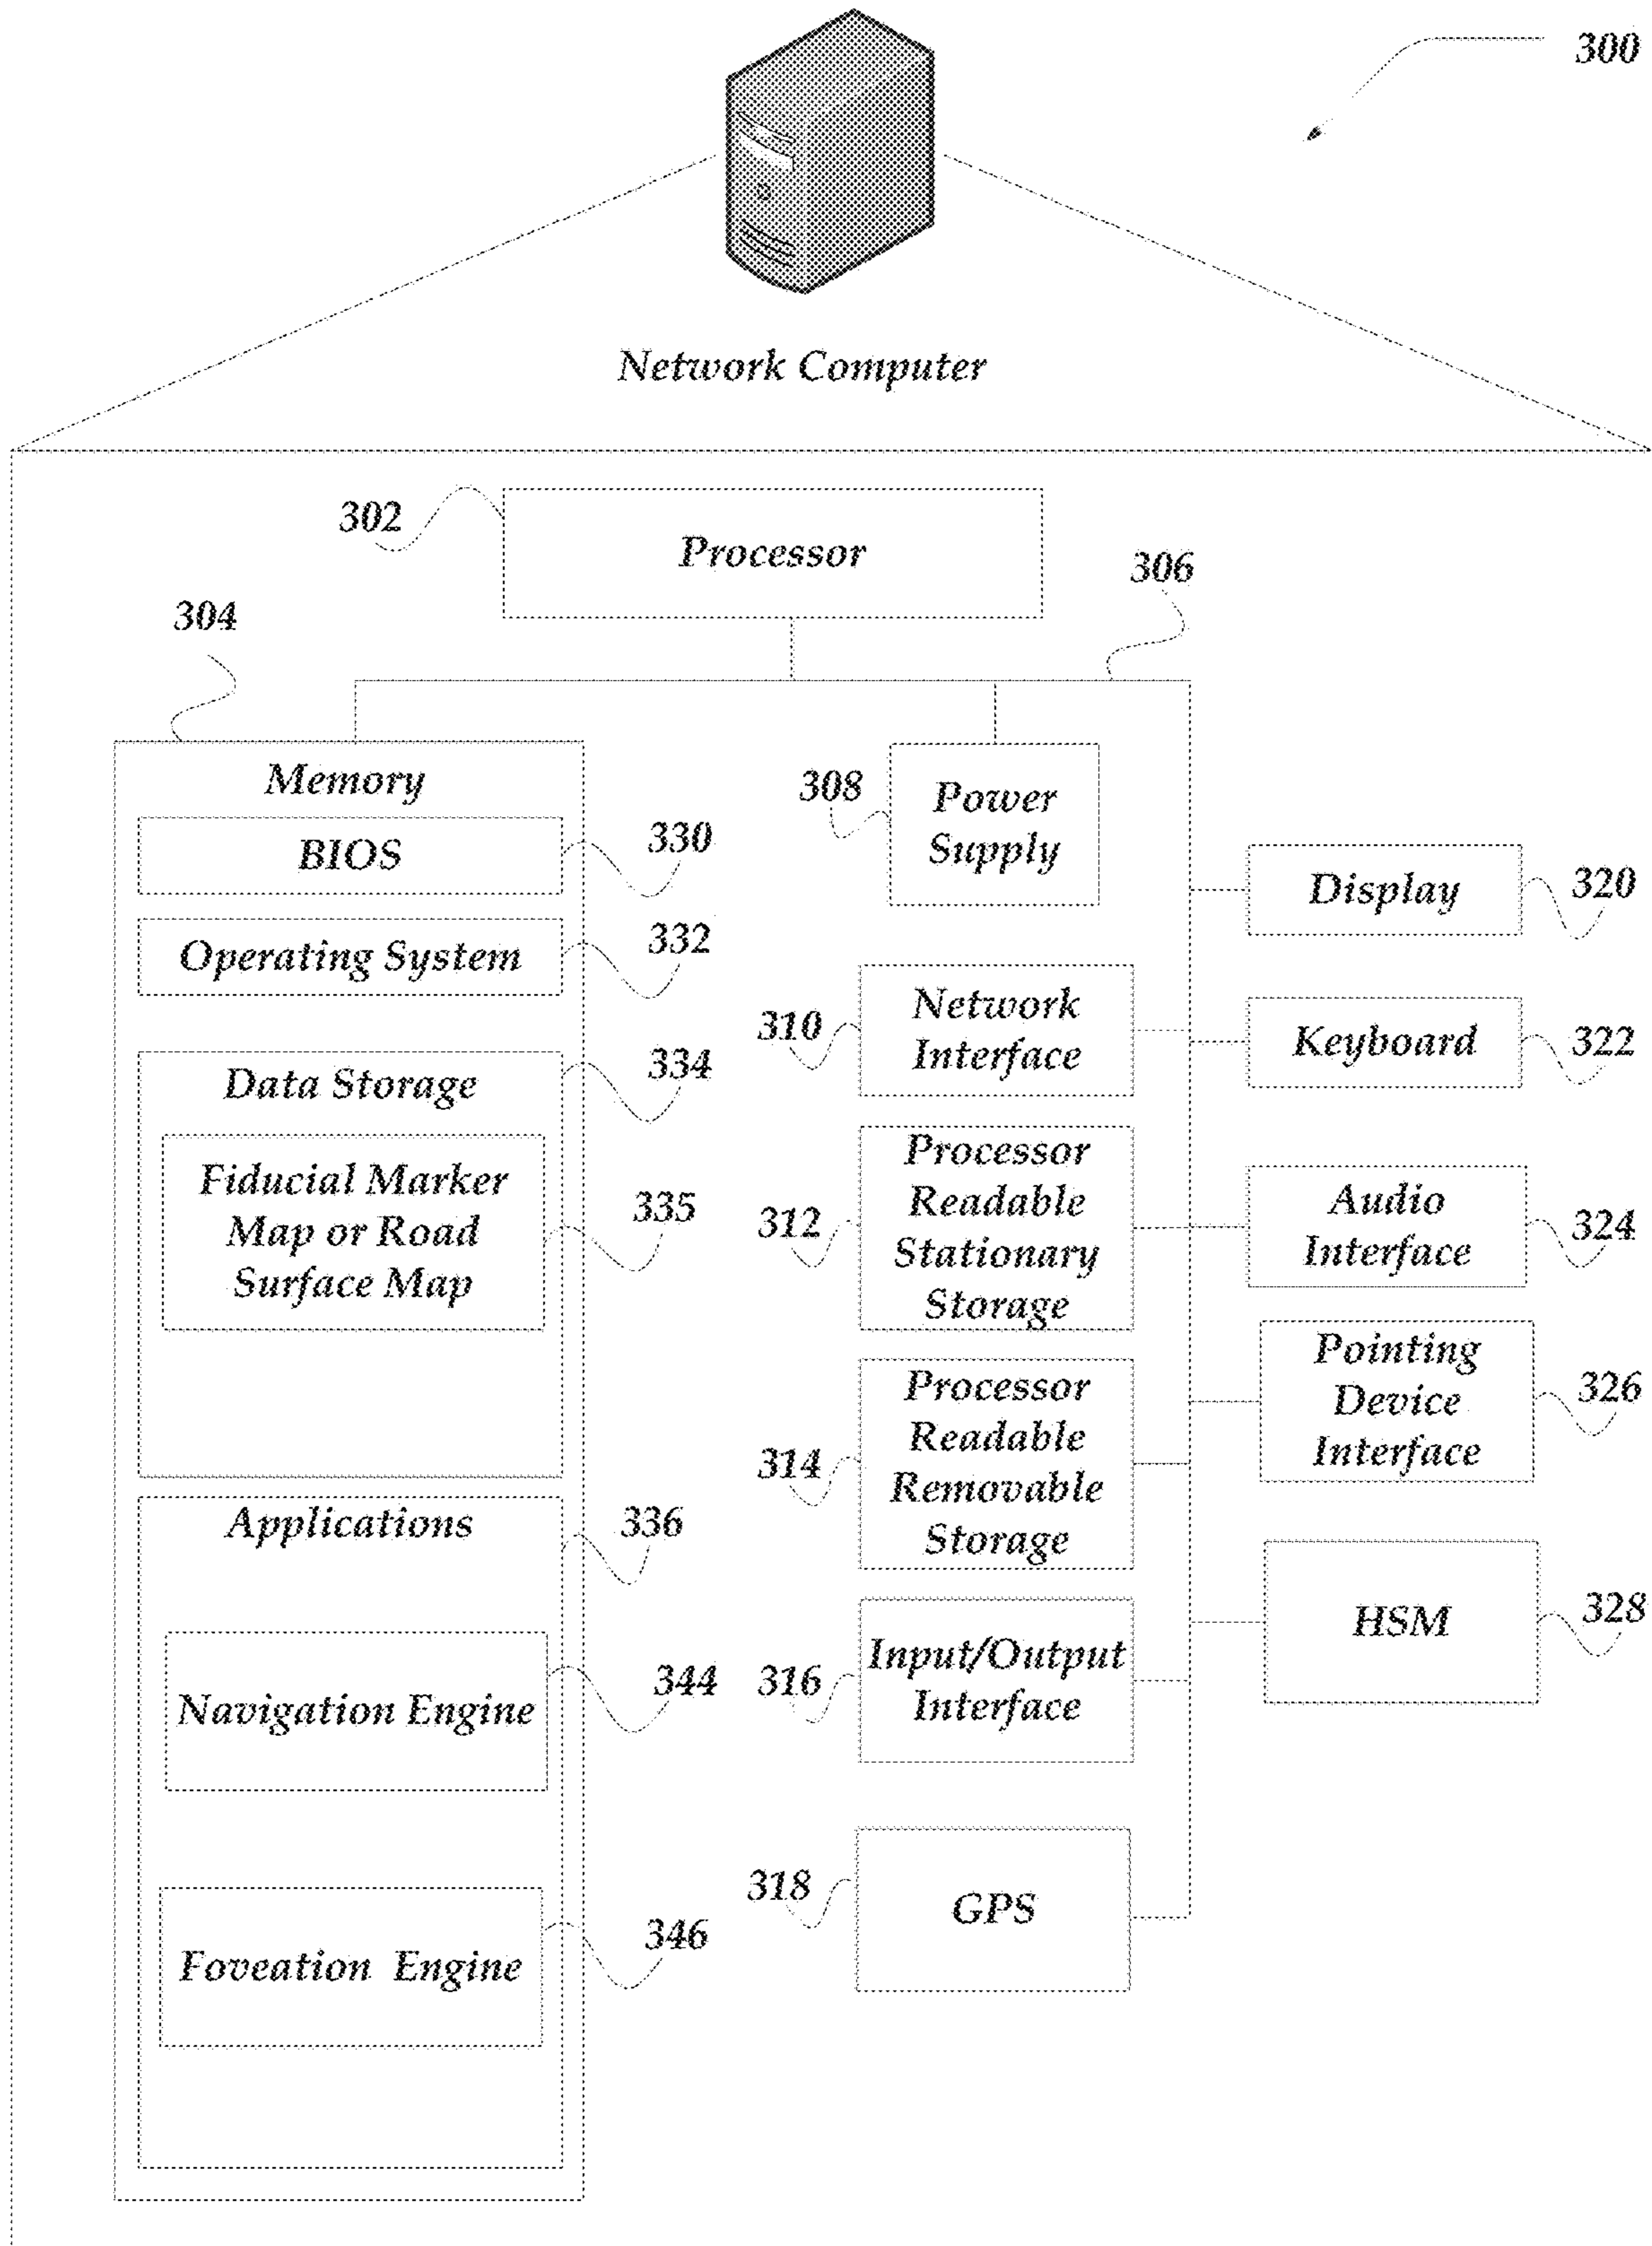 300
Network Computer
302
Processor
306
304
Memory
BIOS
330
Operating System
332
Data Storage
334
Fiducial Marker
Map or Road
Surface Map
335
Applications
336
Navigation Engine
344
Foveation Engine
346
308
Power
Supply
310
Network
Interface
312
Processor
Readable
Stationary
Storage
314
Processor
Readable
Removable
Storage
316
Input/Output
Interface
318
GPS
Display
320
Keyboard
322
Audio
Interface
324
Pointing
Device
Interface
326
HSM
328